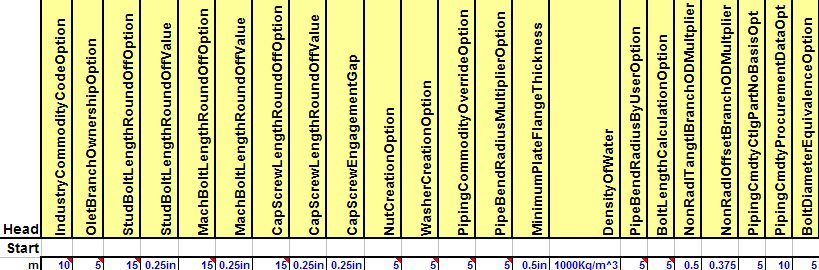 Head IndustryCommodityCodeOption OletBranchOwnershipOption StudBoltLengthRoundOffOption StudBoltLengthRoundOffValue MachBoltLengthRoundOffOption MachBoltLengthRoundOffValue CapScrewLengthRoundOffOption CapScrewLengthRoundOffValue CapScrewEngagementGap NutCreationOption WasherCreationOption PipingCommodityOverrideOption PipeBendRadiusMultiplierOption MinimumPlateFlangeThickness DensityOfWater PipeBendRadiusByUserOption BoltLengthCalculationOption NonRadlTangtlBranchODMultplier NonRadlOffsetBranchODMultplier PipingCmdtyCtlgPartNoBasisOpt PipingCmdtyProcurementDataOpt BoltDiameterEquivalenceOption
Start
m 10 5 15 0.25in 15 0.25in 15 0.25in 0.25in 5 5 5 5 0.5in 1000Kg/m^3 5 5 0.5 0.375 5 10 5